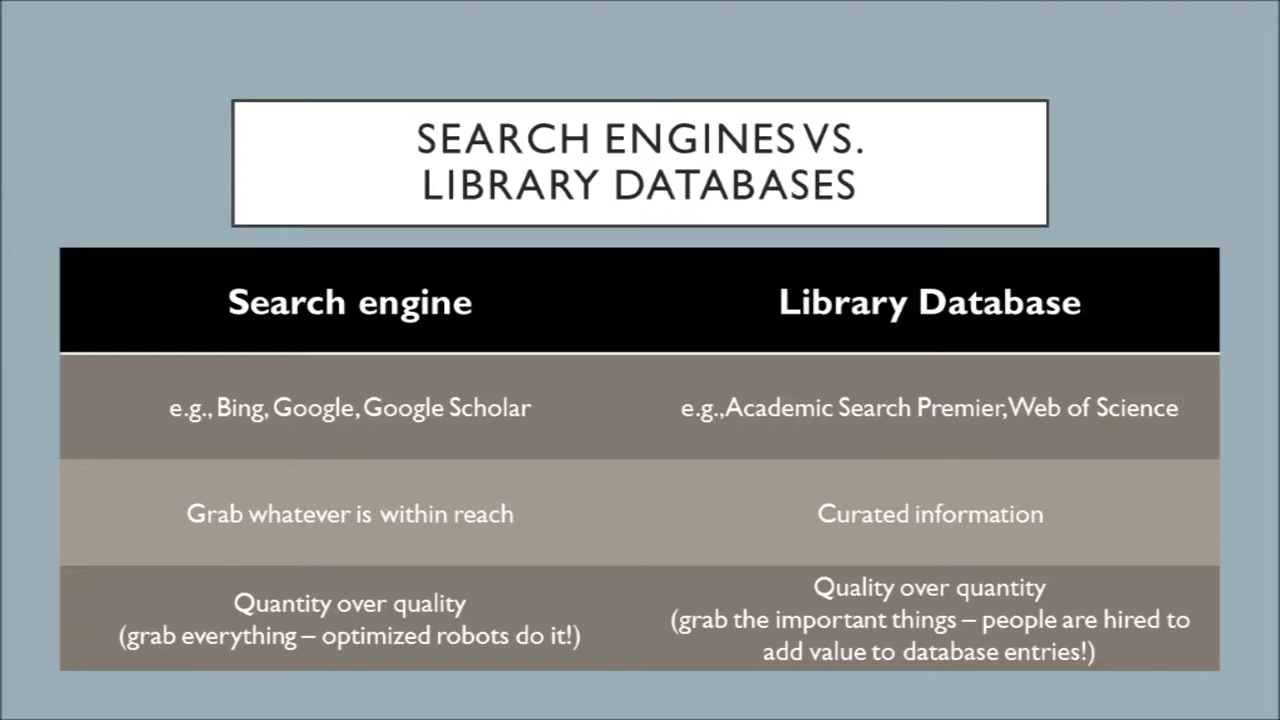 SEARCH ENGINES VS.
LIBRARY DATABASES
Search engine
Library Database
e.g., Bing, Google, Google Scholar
e.g., Academic Search Premier, Web of Science
Grab whatever is within reach
Curated information
Quantity over quality
(grab everything – optimized robots do it!)
Quality over quantity
(grab the important things – people are hired to
add value to database entries!)